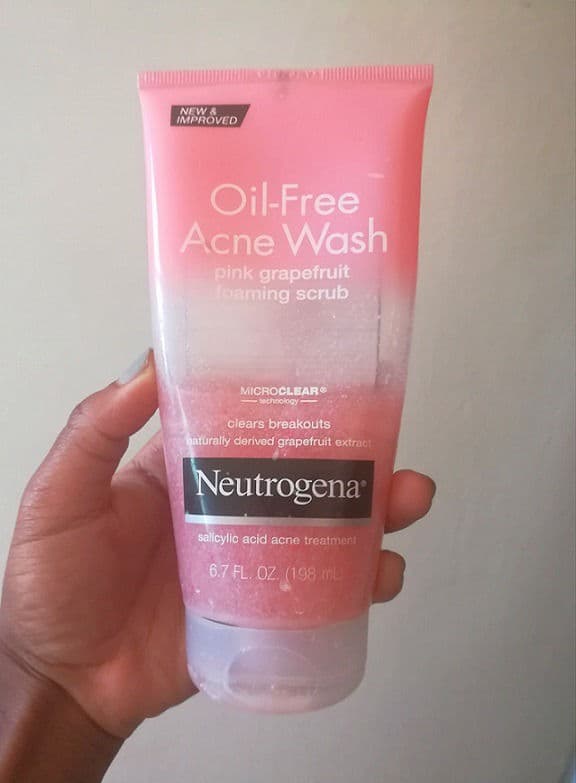 NEW &
IMPROVED
Oil-Free
Acne Wash
pink grapefruit
foaming scrub
MICROCLEAR®
technology
clears breakouts
naturally derived grapefruit extract
Neutrogena®
salicylic acid acne treatment
6.7 FL. OZ. (198 mL)